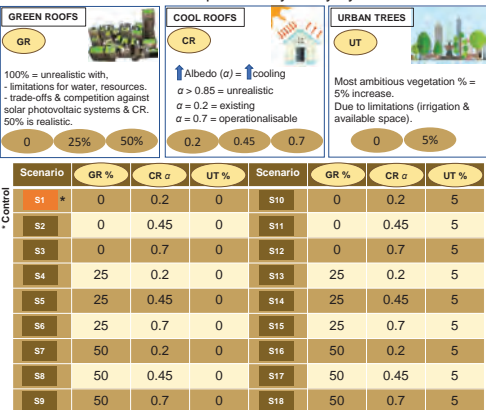 GREEN ROOFS
GR
100% = unrealistic with,
- limitations for water, resources.
- trade-offs & competition against
solar photovoltaic systems & CR.
50% is realistic.
0 25% 50%
COOL ROOFS
CR
Albedo (α) = cooling
α > 0.85 = unrealistic
α = 0.2 = existing
α = 0.7 = operationalisable
0.2 0.45 0.7
URBAN TREES
UT
Most ambitious vegetation % =
5% increase.
Due to limitations (irrigation &
available space).
0 5%
* Control
Scenario GR % CR α UT % Scenario GR % CR α UT %
S1 * 0 0.2 0 S10 0 0.2 5
S2 0 0.45 0 S11 0 0.45 5
S3 0 0.7 0 S12 0 0.7 5
S4 25 0.2 0 S13 25 0.2 5
S5 25 0.45 0 S14 25 0.45 5
S6 25 0.7 0 S15 25 0.7 5
S7 50 0.2 0 S16 50 0.2 5
S8 50 0.45 0 S17 50 0.45 5
S9 50 0.7 0 S18 50 0.7 5